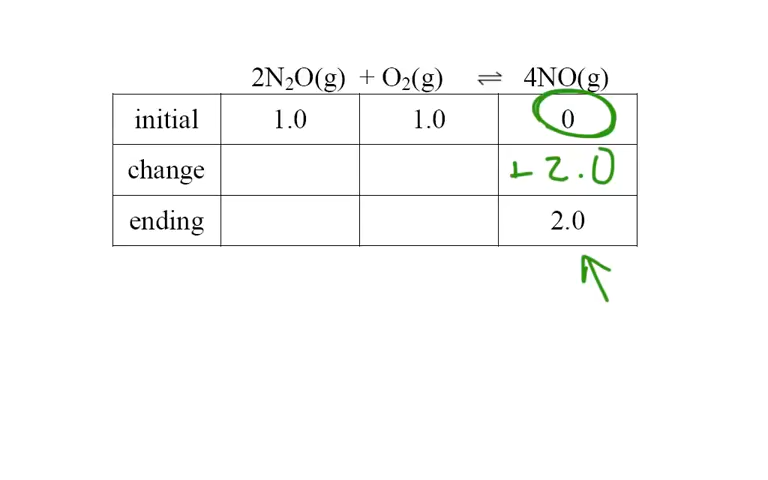 2N₂O(g) + O₂(g) ⇌ 4NO(g)
initial 1.0 1.0 0
change +2.0
ending 2.0